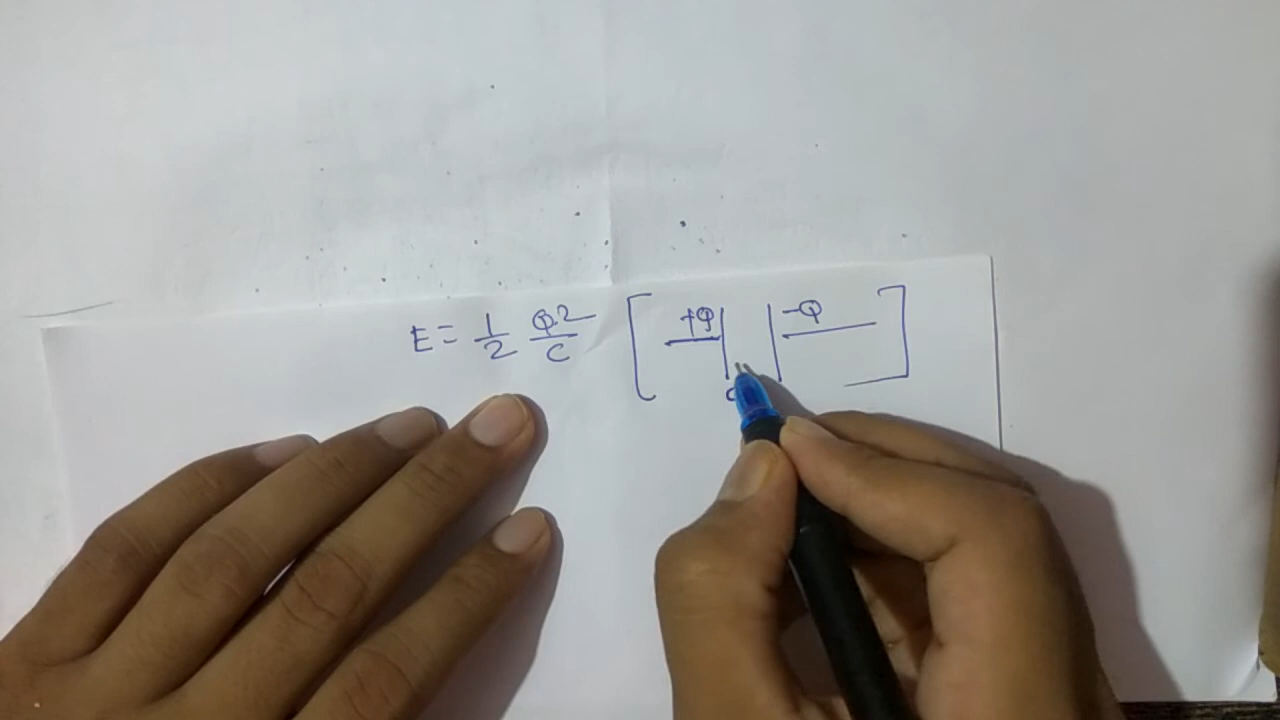 E = 1/2 Q2/C [ +Q | | -Q ]
C